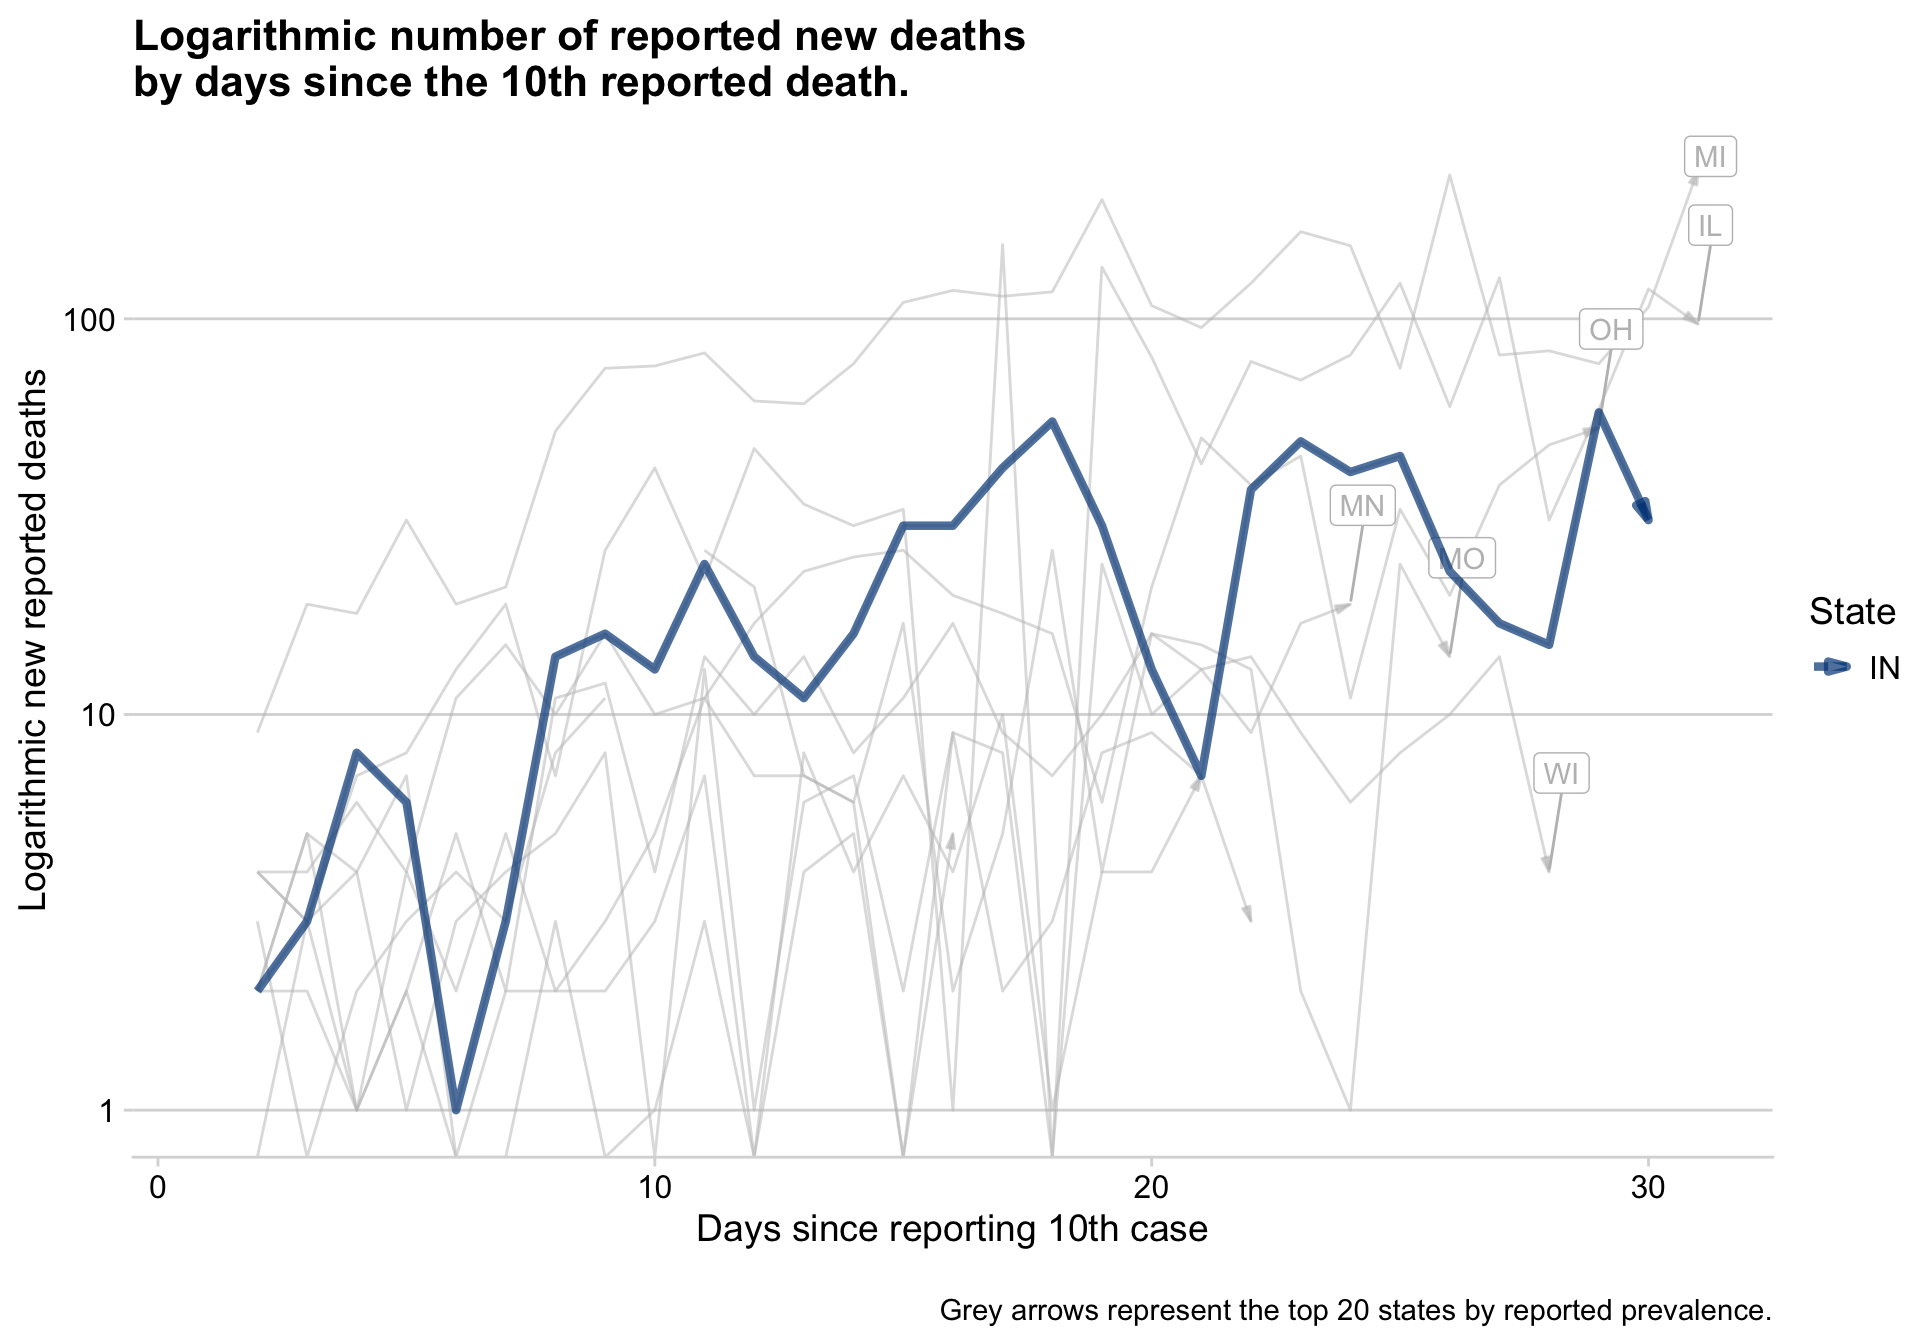 Logarithmic number of reported new deaths
by days since the 10th reported death.
MI
IL
100
OH
MN
MO
10
WI
1
Logarithmic new reported deaths
State
IN
0
10
20
30
Days since reporting 10th case
Grey arrows represent the top 20 states by reported prevalence.